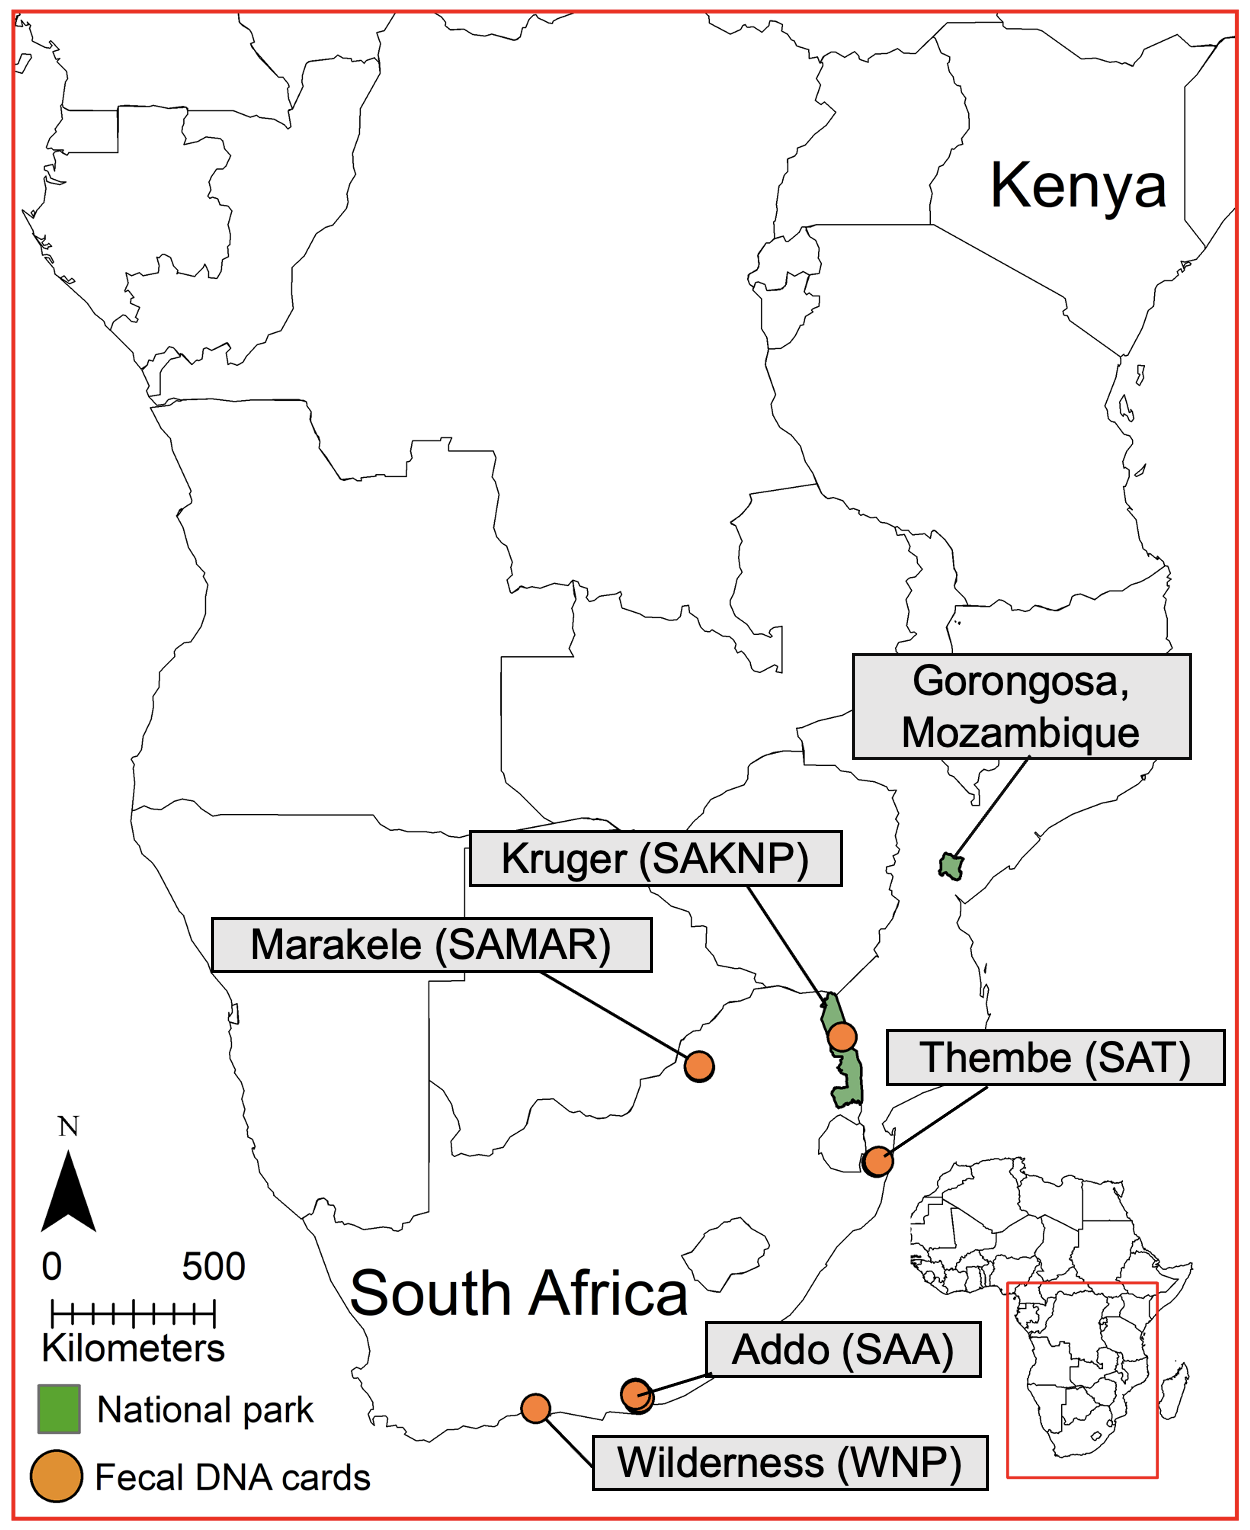 Kenya
Gorongosa,
Mozambique
Kruger (SAKNP)
Marakele (SAMAR)
Thembe (SAT)
N
0 500
Kilometers
South Africa
Addo (SAA)
National park
Wilderness (WNP)
Fecal DNA cards